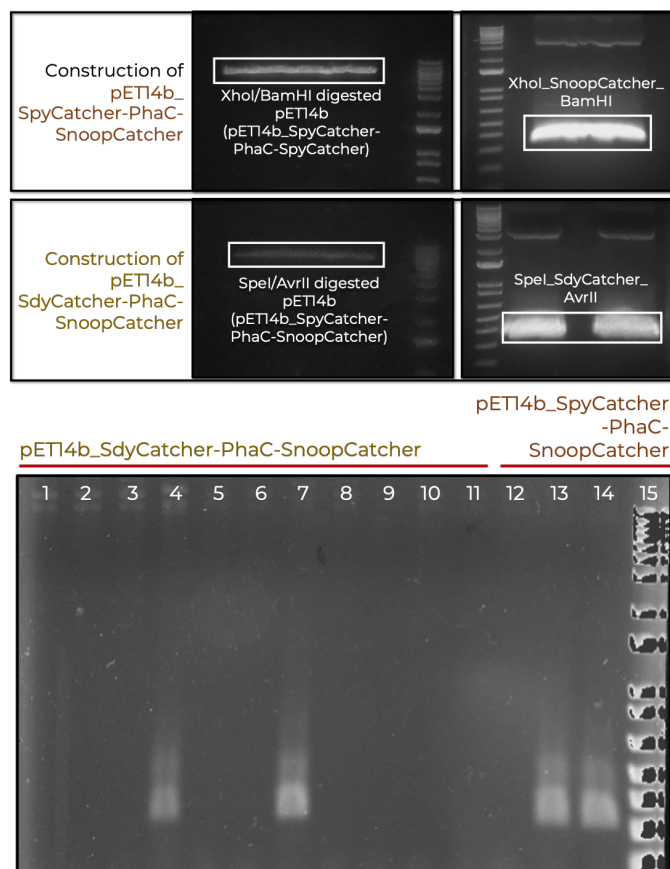 Construction of
pET14b_
SpyCatcher-PhaC-
SnoopCatcher
XhoI/BamHI digested
pET14b
(pET14b_SpyCatcher-
PhaC-SpyCatcher)
XhoI_SnoopCatcher_
BamHI
Construction of
pET14b_
SdyCatcher-PhaC-
SnoopCatcher
SpeI/AvrII digested
pET14b
(pET14b_SpyCatcher-
PhaC-SnoopCatcher)
SpeI_SdyCatcher_
AvrII
pET14b_SdyCatcher-PhaC-SnoopCatcher
pET14b_SpyCatcher
-PhaC-
SnoopCatcher
1 2 3 4 5 6 7 8 9 10 11 12 13 14 15